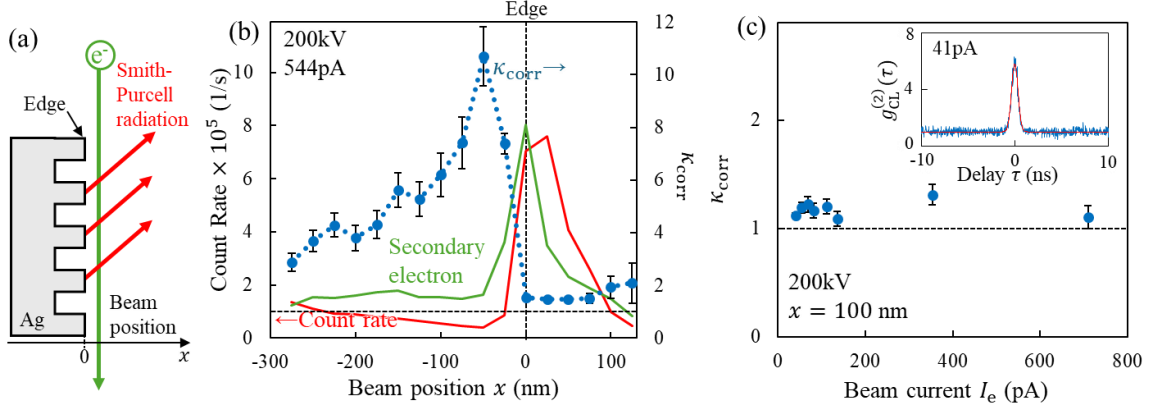 (a)
e⁻
Smith-
Purcell
radiation
Edge
Beam
position
Ag
0
x
(b)
Edge
200kV
544pA
κcorr→
Secondary
electron
←Count rate
Count Rate × 10⁵ (1/s)
0
2
4
6
8
10
12
10
8
6
4
2
0
κcorr
-300
-200
-100
0
100
Beam position x (nm)
(c)
κcorr
2
1
0
41pA
g(2)CL(τ)
8
4
0
-10
0
10
Delay τ (ns)
200kV
x = 100 nm
0
200
400
600
800
Beam current Ie (pA)